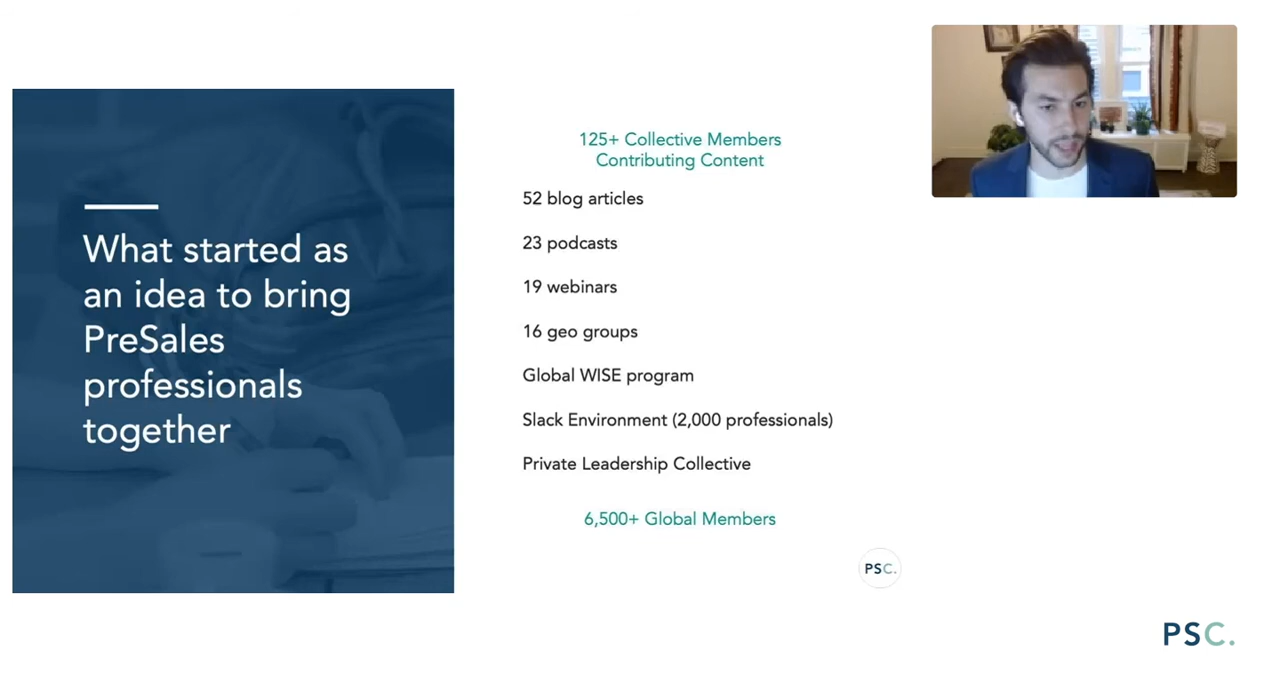 What started as
an idea to bring
PreSales
professionals
together
125+ Collective Members
Contributing Content
52 blog articles
23 podcasts
19 webinars
16 geo groups
Global WISE program
Slack Environment (2,000 professionals)
Private Leadership Collective
6,500+ Global Members
PSC.
PSC.